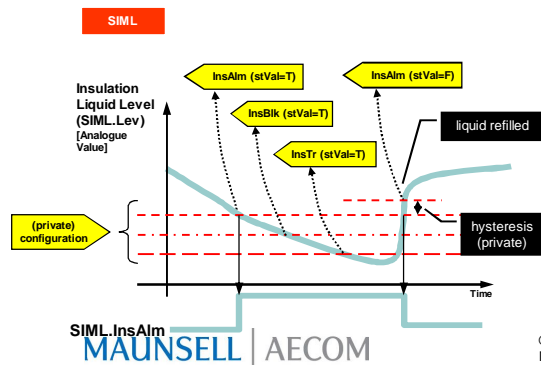 SIML
InsAlm (stVal=T)
InsAlm (stVal=F)
Insulation
Liquid Level
(SIML.Lev)
[Analogue
Value]
InsBlk (stVal=T)
liquid refilled
InsTr (stVal=T)
(private)
configuration
hysteresis
(private)
Time
SIML.InsAlm
MAUNSELL | AECOM